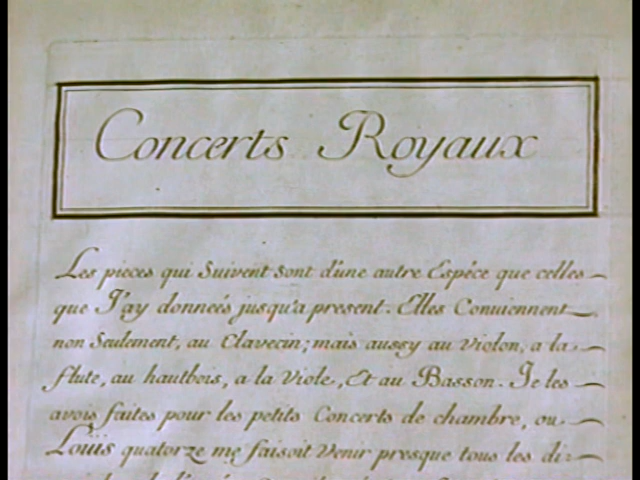 Concerts Royaux
Les pieces qui Suivent Sont d'une autre Espéce que celles
que J'ay donneés jusqu'a present. Elles Conuiennent
non Seulement, au Clavecin; mais aussy au Violon, a la
flute, au hautbois, a la Viole, Et au Basson. Je les
avois faites pour les petits Concerts de chambre, ou
Loüis quatorze me faisoit Venir presque tous les di: